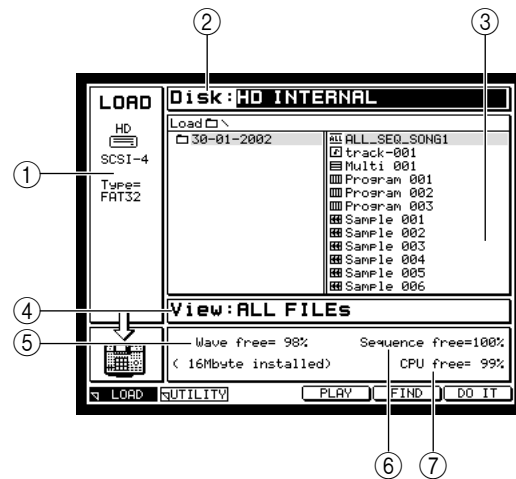 ② ③
LOAD Disk:HD INTERNAL
Load \
HD
SCSI-4
Type=
FAT32
①
30-01-2002
ALL ALL_SEQ_SONG1
track-001
Multi 001
Program 001
Program 002
Program 003
Sample 001
Sample 002
Sample 003
Sample 004
Sample 005
Sample 006
④ View:ALL FILEs
⑤ Wave free= 98% Sequence free=100%
( 16Mbyte installed) CPU free= 99%
LOAD UTILITY PLAY FIND DO IT
⑥ ⑦